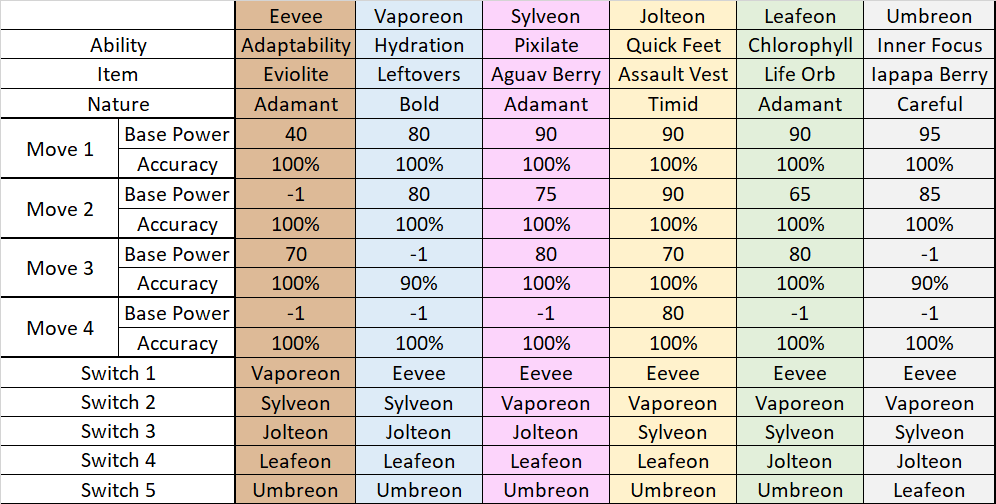 Eevee Vaporeon Sylveon Jolteon Leafeon Umbreon
Ability Adaptability Hydration Pixilate Quick Feet Chlorophyll Inner Focus
Item Eviolite Leftovers Aguav Berry Assault Vest Life Orb Iapapa Berry
Nature Adamant Bold Adamant Timid Adamant Careful
Move 1 Base Power 40 80 90 90 90 95
Accuracy 100% 100% 100% 100% 100% 100%
Move 2 Base Power -1 80 75 90 65 85
Accuracy 100% 100% 100% 100% 100% 100%
Move 3 Base Power 70 -1 80 70 80 -1
Accuracy 100% 90% 100% 100% 100% 90%
Move 4 Base Power -1 -1 -1 80 -1 -1
Accuracy 100% 100% 100% 100% 100% 100%
Switch 1 Vaporeon Eevee Eevee Eevee Eevee Eevee
Switch 2 Sylveon Sylveon Vaporeon Vaporeon Vaporeon Vaporeon
Switch 3 Jolteon Jolteon Jolteon Sylveon Sylveon Sylveon
Switch 4 Leafeon Leafeon Leafeon Leafeon Jolteon Jolteon
Switch 5 Umbreon Umbreon Umbreon Umbreon Umbreon Leafeon